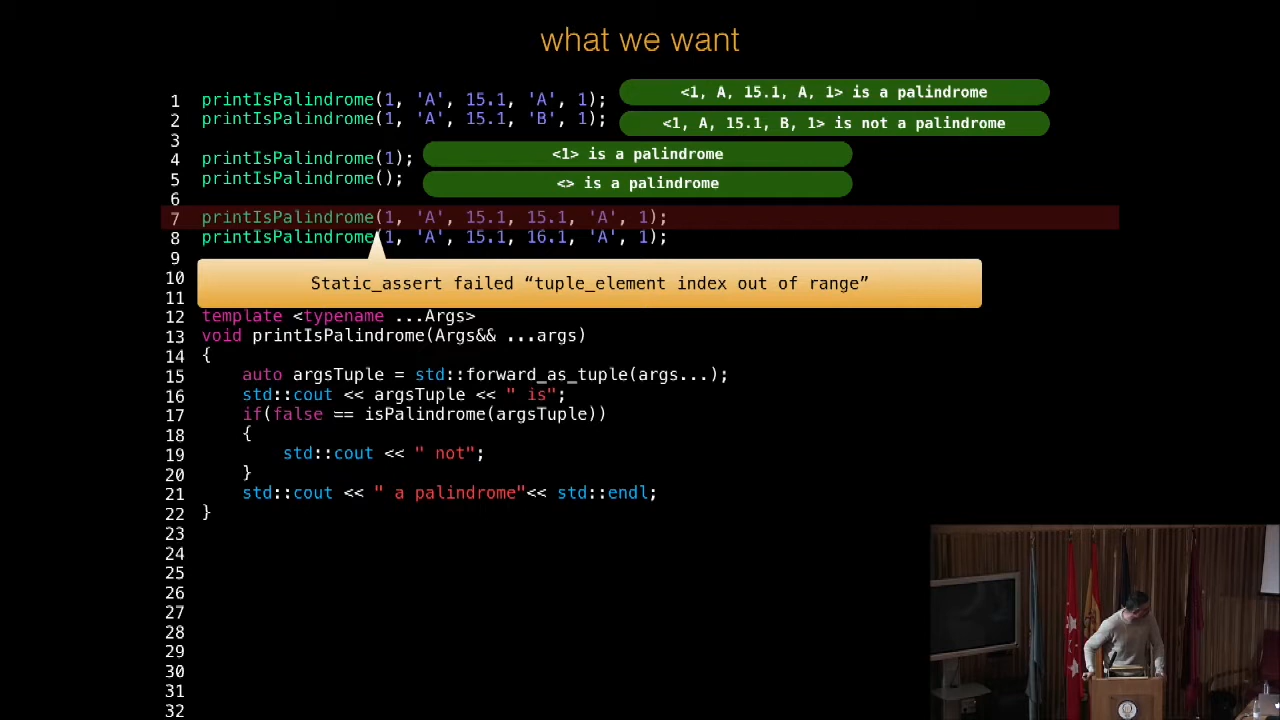 what we want
1 printIsPalindrome(1, 'A', 15.1, 'A', 1); <1, A, 15.1, A, 1> is a palindrome
2 printIsPalindrome(1, 'A', 15.1, 'B', 1); <1, A, 15.1, B, 1> is not a palindrome
3
4 printIsPalindrome(1); <1> is a palindrome
5 printIsPalindrome(); <> is a palindrome
6
7 printIsPalindrome(1, 'A', 15.1, 15.1, 'A', 1);
8 printIsPalindrome(1, 'A', 15.1, 16.1, 'A', 1);
9
10 Static_assert failed “tuple_element index out of range”
11
12 template <typename ...Args>
13 void printIsPalindrome(Args&& ...args)
14 {
15 auto argsTuple = std::forward_as_tuple(args...);
16 std::cout << argsTuple << " is";
17 if(false == isPalindrome(argsTuple))
18 {
19 std::cout << " not";
20 }
21 std::cout << " a palindrome"<< std::endl;
22 }
23
24
25
26
27
28
29
30
31
32